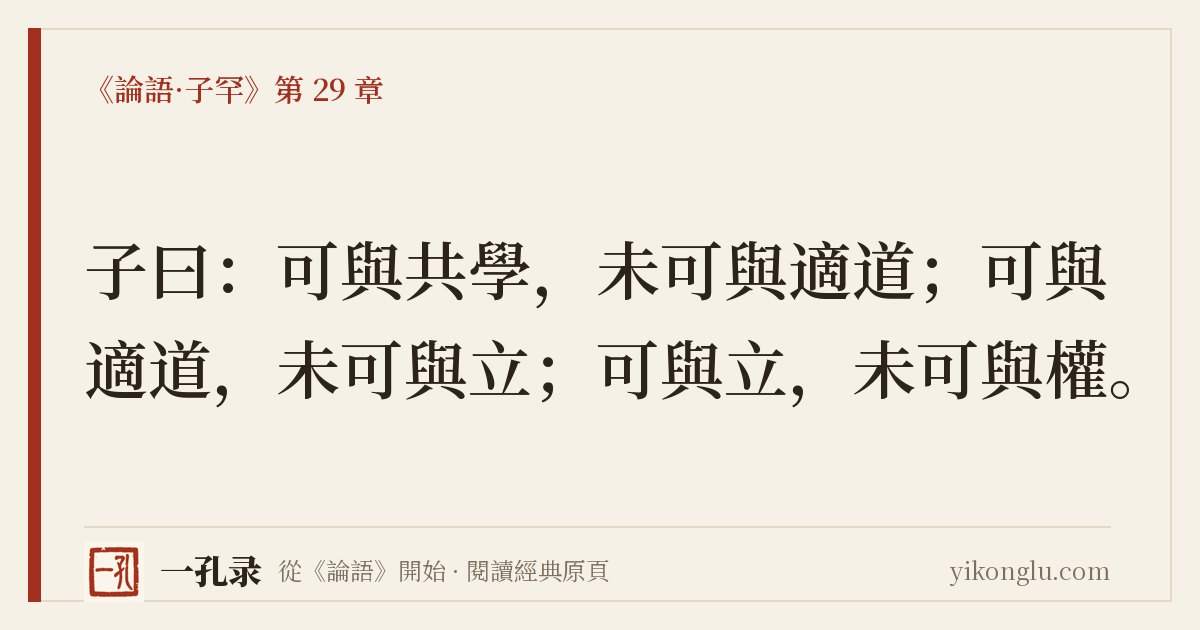 《論語·子罕》第 29 章
子曰：可與共學，未可與適道；可與
適道，未可與立；可與立，未可與權。
一孔
一孔录 從《論語》開始 · 閱讀經典原頁
yikonglu.com